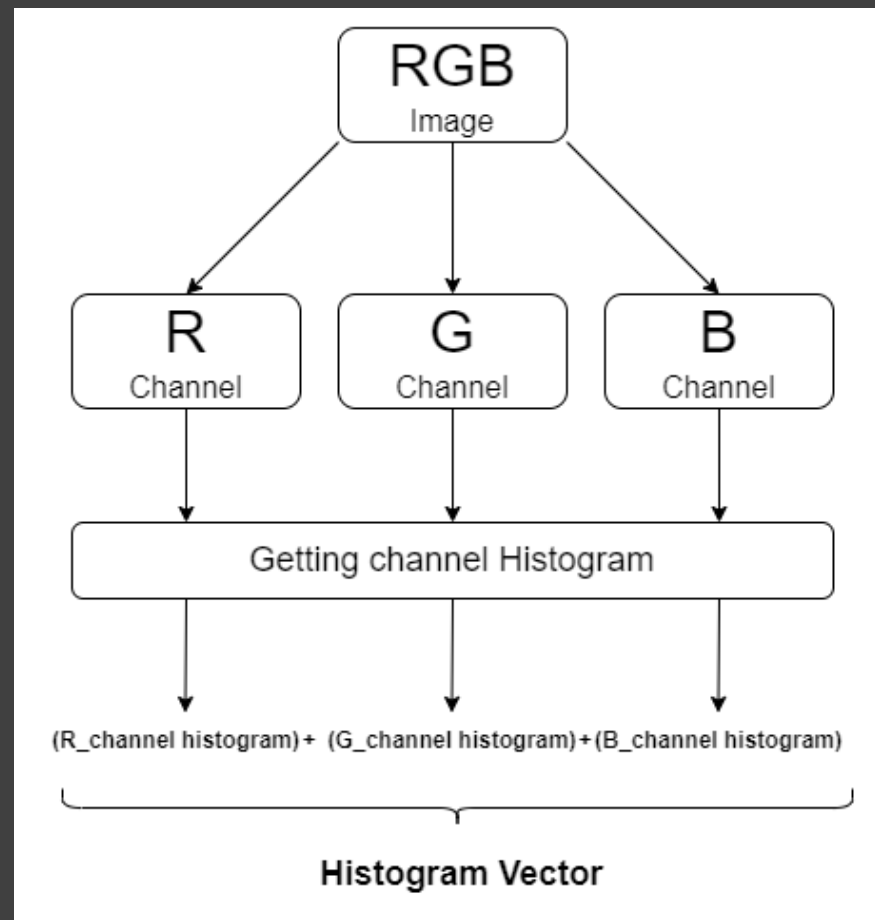 RGB
Image
R
Channel
G
Channel
B
Channel
Getting channel Histogram
(R_channel histogram) + (G_channel histogram) + (B_channel histogram)
Histogram Vector